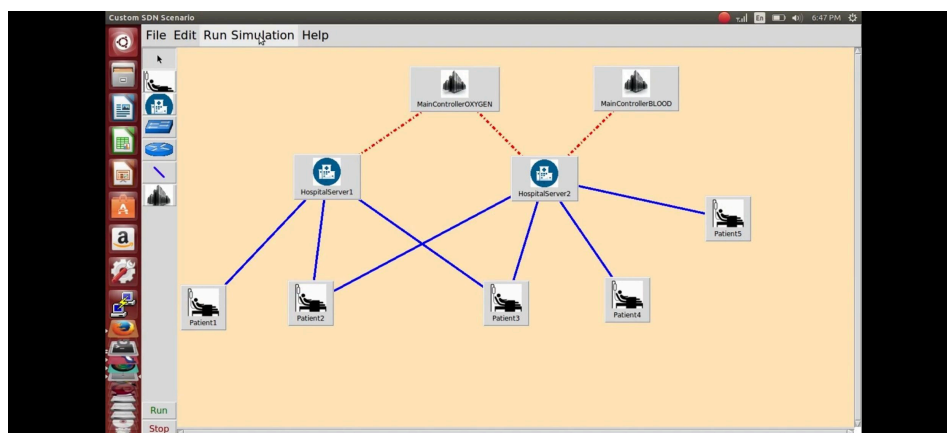 Custom SDN Scenario
En
6:47 PM
File Edit Run Simulation Help
MainControllerOXYGEN
MainControllerBLOOD
HospitalServer1
HospitalServer2
Patient5
Patient1
Patient2
Patient3
Patient4
Run
Stop